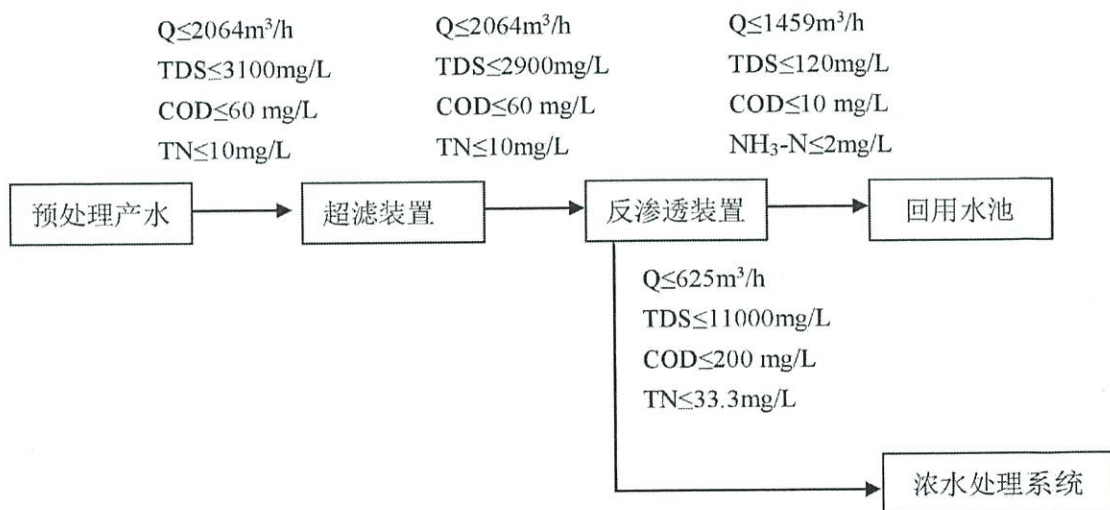 Q≤2064m³/h
TDS≤3100mg/L
COD≤60 mg/L
TN≤10mg/L
Q≤2064m³/h
TDS≤2900mg/L
COD≤60 mg/L
TN≤10mg/L
Q≤1459m³/h
TDS≤120mg/L
COD≤10 mg/L
NH₃-N≤2mg/L
预处理产水
超滤装置
反渗透装置
回用水池
Q≤625m³/h
TDS≤11000mg/L
COD≤200 mg/L
TN≤33.3mg/L
浓水处理系统